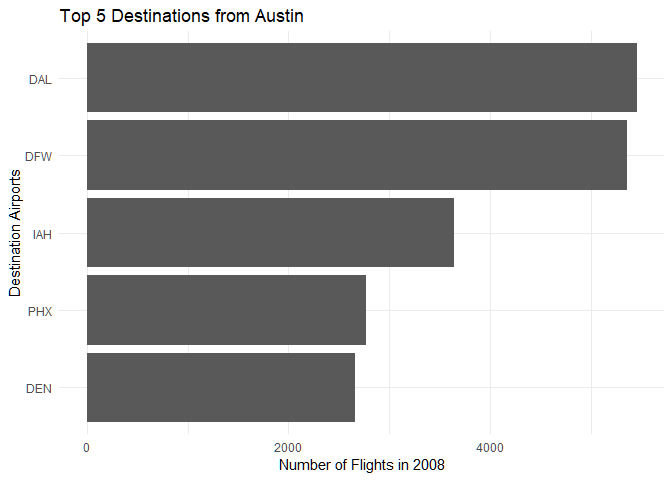 Top 5 Destinations from Austin
Destination Airports
DAL
DFW
IAH
PHX
DEN
0 2000 4000
Number of Flights in 2008